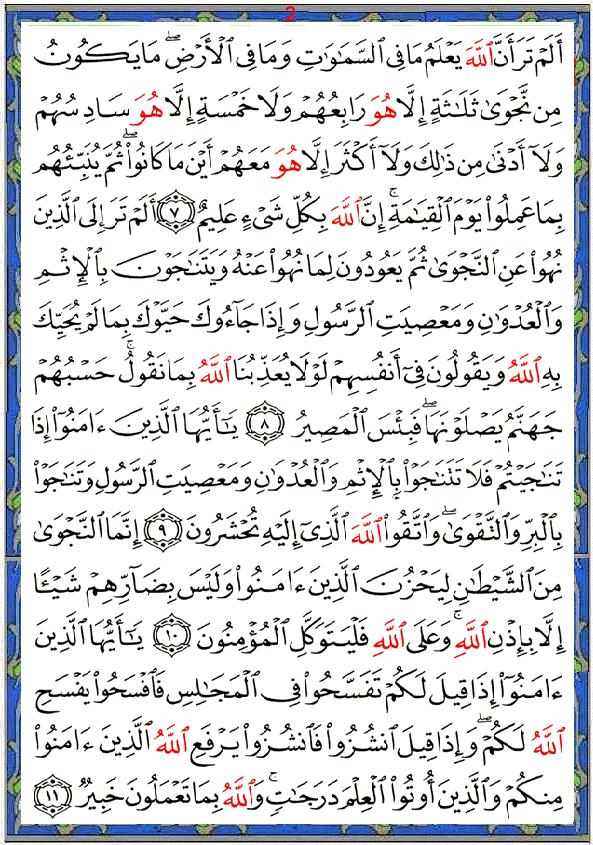 2
أَلَمۡ تَرَ أَنَّ ٱللَّهَ يَعۡلَمُ مَا فِي ٱلسَّمَٰوَٰتِ وَمَا فِي ٱلۡأَرۡضِۖ مَا يَكُونُ
مِن نَّجۡوَىٰ ثَلَٰثَةٍ إِلَّا هُوَ رَابِعُهُمۡ وَلَا خَمۡسَةٍ إِلَّا هُوَ سَادِسُهُمۡ
وَلَآ أَدۡنَىٰ مِن ذَٰلِكَ وَلَآ أَكۡثَرَ إِلَّا هُوَ مَعَهُمۡ أَيۡنَ مَا كَانُواْۖ ثُمَّ يُنَبِّئُهُم
بِمَا عَمِلُواْ يَوۡمَ ٱلۡقِيَٰمَةِۚ إِنَّ ٱللَّهَ بِكُلِّ شَيۡءٍ عَلِيمٌ ٧ أَلَمۡ تَرَ إِلَى ٱلَّذِينَ
نُهُواْ عَنِ ٱلنَّجۡوَىٰ ثُمَّ يَعُودُونَ لِمَا نُهُواْ عَنۡهُ وَيَتَنَٰجَوۡنَ بِٱلۡإِثۡمِ
وَٱلۡعُدۡوَٰنِ وَمَعۡصِيَتِ ٱلرَّسُولِ وَإِذَا جَآءُوكَ حَيَّوۡكَ بِمَا لَمۡ يُحَيِّكَ
بِهِ ٱللَّهُ وَيَقُولُونَ فِيٓ أَنفُسِهِمۡ لَوۡلَا يُعَذِّبُنَا ٱللَّهُ بِمَا نَقُولُۚ حَسۡبُهُمۡ
جَهَنَّمُ يَصۡلَوۡنَهَاۖ فَبِئۡسَ ٱلۡمَصِيرُ ٨ يَٰٓأَيُّهَا ٱلَّذِينَ ءَامَنُوٓاْ إِذَا
تَنَٰجَيۡتُمۡ فَلَا تَتَنَٰجَوۡاْ بِٱلۡإِثۡمِ وَٱلۡعُدۡوَٰنِ وَمَعۡصِيَتِ ٱلرَّسُولِ وَتَنَٰجَوۡاْ
بِٱلۡبِرِّ وَٱلتَّقۡوَىٰۖ وَٱتَّقُواْ ٱللَّهَ ٱلَّذِيٓ إِلَيۡهِ تُحۡشَرُونَ ٩ إِنَّمَا ٱلنَّجۡوَىٰ
مِنَ ٱلشَّيۡطَٰنِ لِيَحۡزُنَ ٱلَّذِينَ ءَامَنُواْ وَلَيۡسَ بِضَآرِّهِمۡ شَيۡـًٔا
إِلَّا بِإِذۡنِ ٱللَّهِۚ وَعَلَى ٱللَّهِ فَلۡيَتَوَكَّلِ ٱلۡمُؤۡمِنُونَ ١٠ يَٰٓأَيُّهَا ٱلَّذِينَ
ءَامَنُوٓاْ إِذَا قِيلَ لَكُمۡ تَفَسَّحُواْ فِي ٱلۡمَجَٰلِسِ فَٱفۡسَحُواْ يَفۡسَحِ
ٱللَّهُ لَكُمۡۖ وَإِذَا قِيلَ ٱنشُزُواْ فَٱنشُزُواْ يَرۡفَعِ ٱللَّهُ ٱلَّذِينَ ءَامَنُواْ
مِنكُمۡ وَٱلَّذِينَ أُوتُواْ ٱلۡعِلۡمَ دَرَجَٰتٖۚ وَٱللَّهُ بِمَا تَعۡمَلُونَ خَبِيرٌ ١١